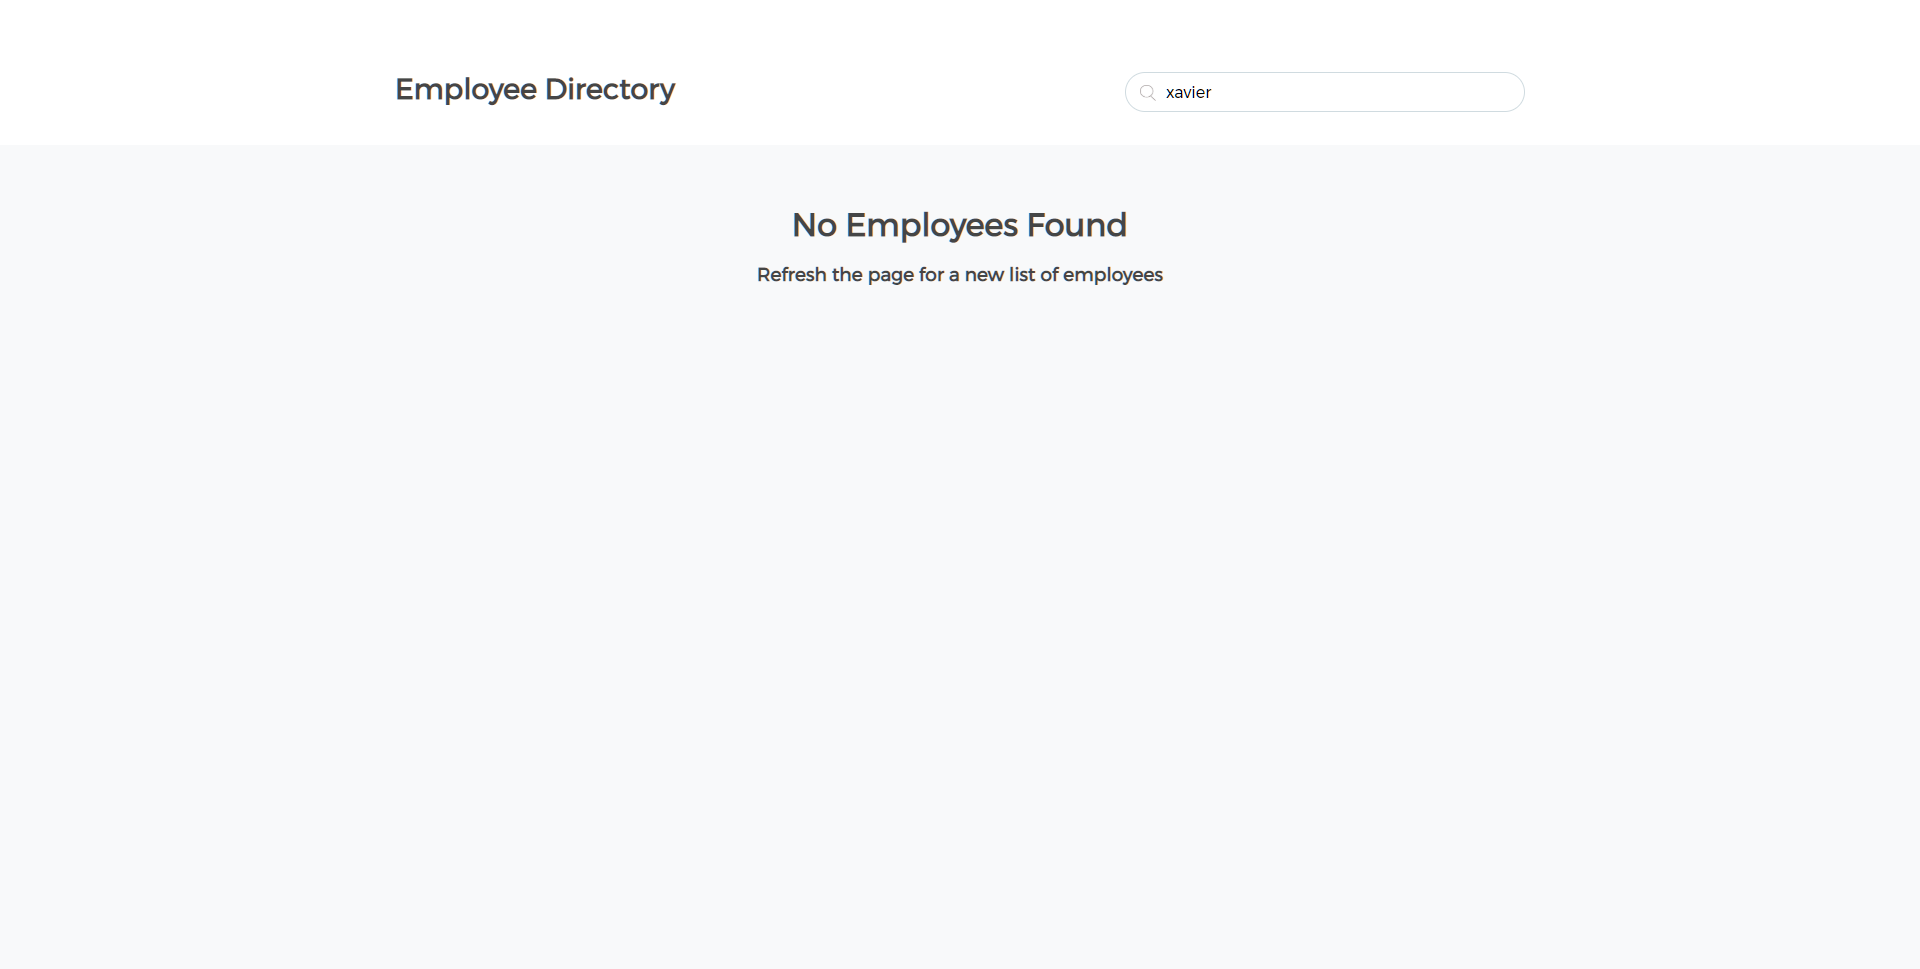 Employee Directory
xavier
No Employees Found
Refresh the page for a new list of employees